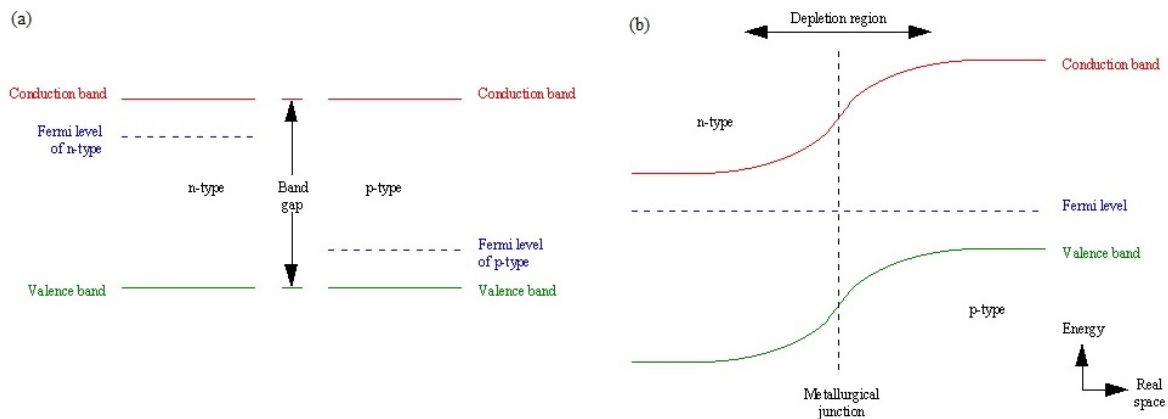 (a)
Conduction band
Conduction band
Fermi level
of n-type
n-type
Band
gap
p-type
Fermi level
of p-type
Valence band
Valence band
(b)
Depletion region
Conduction band
n-type
Fermi level
Valence band
p-type
Energy
Real
space
Metallurgical
junction